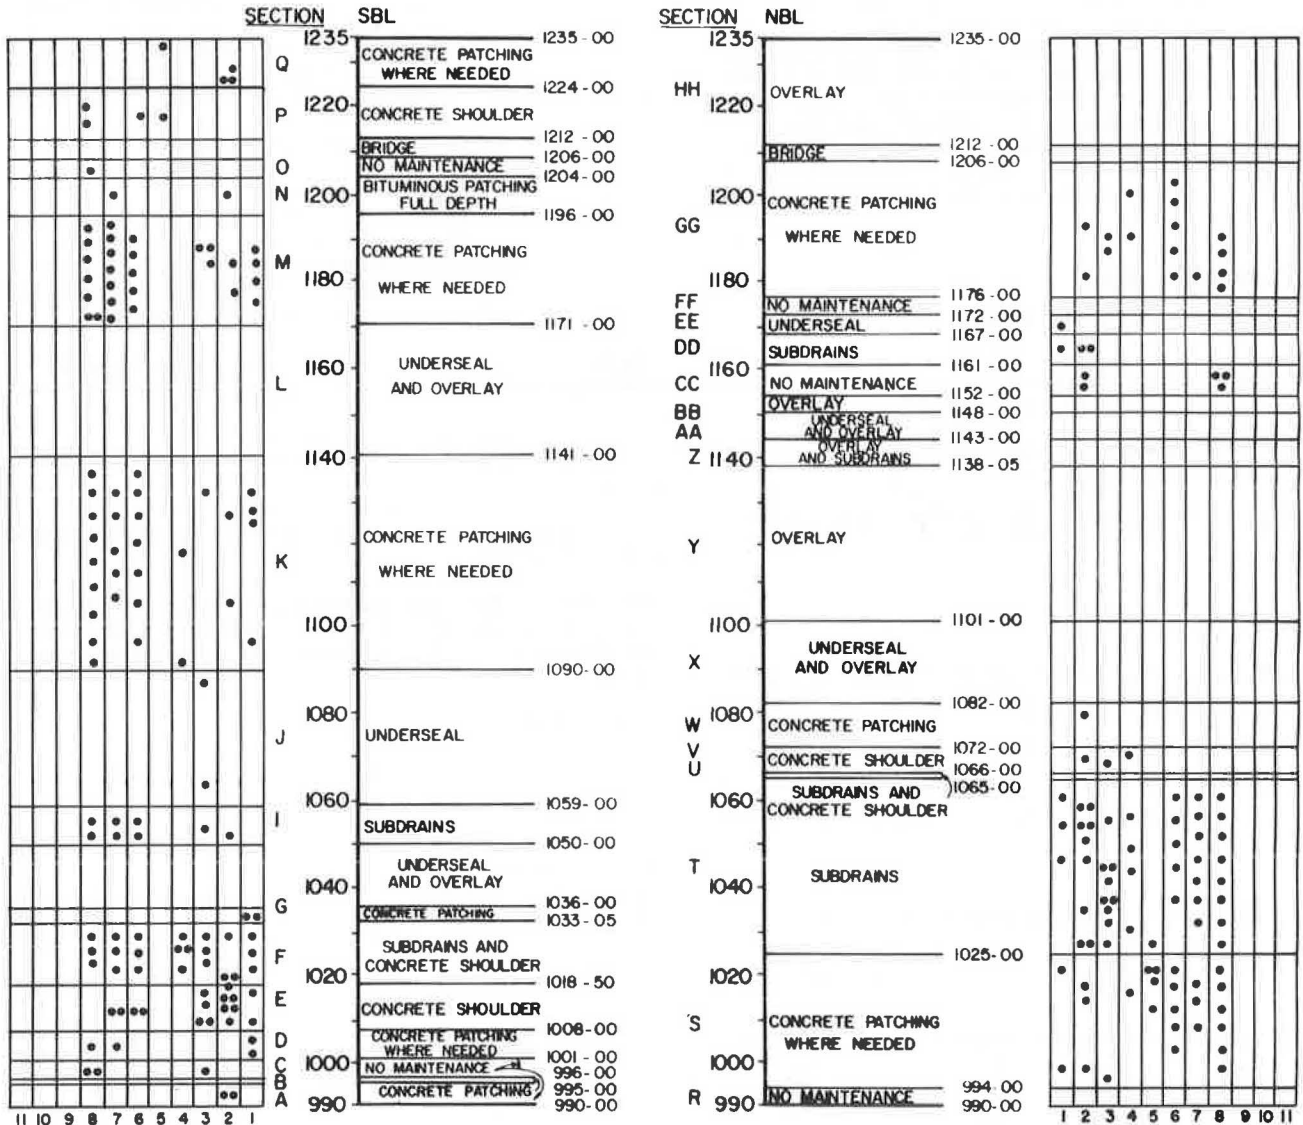 SECTION SBL
1235
1235-00
Q
CONCRETE PATCHING
WHERE NEEDED
1224-00
1220
P
CONCRETE SHOULDER
1212-00
BRIDGE
1206-00
O
NO MAINTENANCE
1204-00
N
1200
BITUMINOUS PATCHING
FULL DEPTH
1196-00
M
CONCRETE PATCHING
1180
WHERE NEEDED
1171-00
1160
UNDERSEAL
L
AND OVERLAY
1140
1141-00
CONCRETE PATCHING
K
WHERE NEEDED
1100
1090-00
1080
J
UNDERSEAL
1060
1059-00
I
SUBDRAINS
1050-00
UNDERSEAL
1040
AND OVERLAY
G
1036-00
CONCRETE PATCHING
1033-05
F
SUBDRAINS AND
CONCRETE SHOULDER
1020
1018-50
E
CONCRETE SHOULDER
1008-00
D
CONCRETE PATCHING
WHERE NEEDED
1001-00
1000
C
NO MAINTENANCE
996-00
B
CONCRETE PATCHING
995-00
A
990
990-00
11 10 9 8 7 6 5 4 3 2 1
SECTION NBL
1235
1235-00
HH
OVERLAY
1220
1212-00
BRIDGE
1206-00
1200
CONCRETE PATCHING
GG
WHERE NEEDED
1180
1176-00
FF
NO MAINTENANCE
1172-00
EE
UNDERSEAL
1167-00
DD
SUBDRAINS
1160
1161-00
CC
NO MAINTENANCE
1152-00
OVERLAY
BB
1148-00
UNDERSEAL
AA
AND OVERLAY
1143-00
OVERLAY
Z
1140
AND SUBDRAINS
1138-05
Y
OVERLAY
1100
1101-00
UNDERSEAL
X
AND OVERLAY
1082-00
1080
W
CONCRETE PATCHING
1072-00
V
CONCRETE SHOULDER
U
1066-00
1065-00
SUBDRAINS AND
1060
CONCRETE SHOULDER
T
SUBDRAINS
1040
1025-00
1020
S
CONCRETE PATCHING
WHERE NEEDED
1000
994-00
R
990
NO MAINTENANCE
990-00
1 2 3 4 5 6 7 8 9 10 11